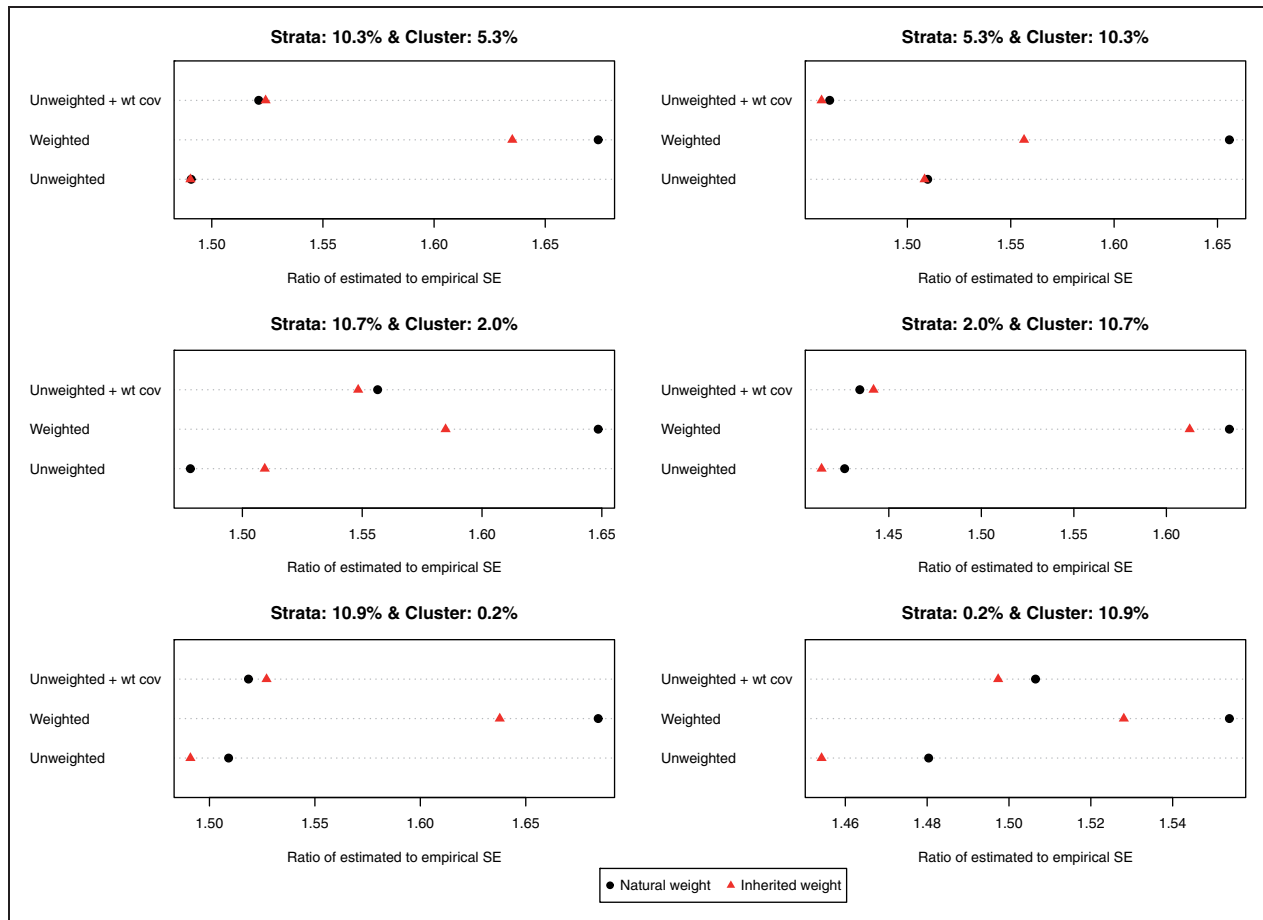 Strata: 10.3% & Cluster: 5.3%
Unweighted + wt cov
Weighted
Unweighted
1.50 1.55 1.60 1.65
Ratio of estimated to empirical SE
Strata: 5.3% & Cluster: 10.3%
Unweighted + wt cov
Weighted
Unweighted
1.50 1.55 1.60 1.65
Ratio of estimated to empirical SE
Strata: 10.7% & Cluster: 2.0%
Unweighted + wt cov
Weighted
Unweighted
1.50 1.55 1.60 1.65
Ratio of estimated to empirical SE
Strata: 2.0% & Cluster: 10.7%
Unweighted + wt cov
Weighted
Unweighted
1.45 1.50 1.55 1.60
Ratio of estimated to empirical SE
Strata: 10.9% & Cluster: 0.2%
Unweighted + wt cov
Weighted
Unweighted
1.50 1.55 1.60 1.65
Ratio of estimated to empirical SE
Strata: 0.2% & Cluster: 10.9%
Unweighted + wt cov
Weighted
Unweighted
1.46 1.48 1.50 1.52 1.54
Ratio of estimated to empirical SE
Natural weight Inherited weight